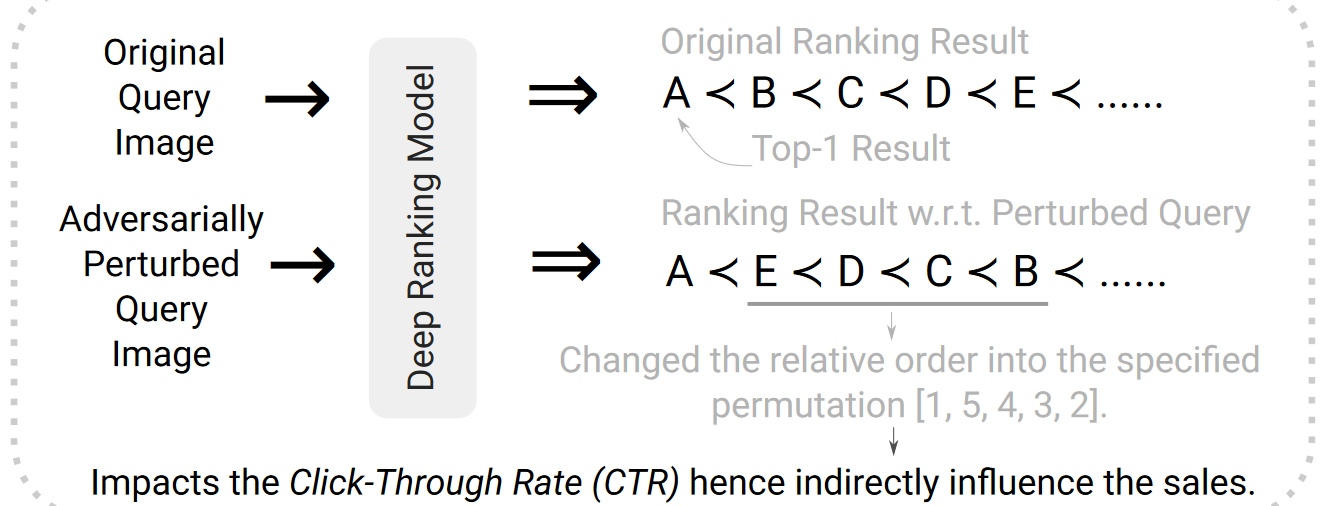 Original
Query
Image
Deep Ranking Model
Original Ranking Result
A ≺ B ≺ C ≺ D ≺ E ≺ ......
Top-1 Result
Adversarially
Perturbed
Query
Image
Ranking Result w.r.t. Perturbed Query
A ≺ E ≺ D ≺ C ≺ B ≺ ......
Changed the relative order into the specified
permutation [1, 5, 4, 3, 2].
Impacts the Click-Through Rate (CTR) hence indirectly influence the sales.